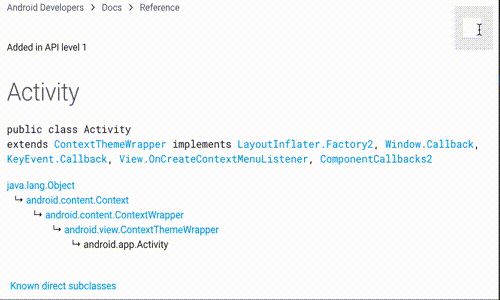 Android Developers > Docs > Reference
Added in API level 1
Activity
public class Activity
extends ContextThemeWrapper implements LayoutInflater.Factory2, Window.Callback,
KeyEvent.Callback, View.OnCreateContextMenuListener, ComponentCallbacks2
java.lang.Object
↳ android.content.Context
↳ android.content.ContextWrapper
↳ android.view.ContextThemeWrapper
↳ android.app.Activity
Known direct subclasses